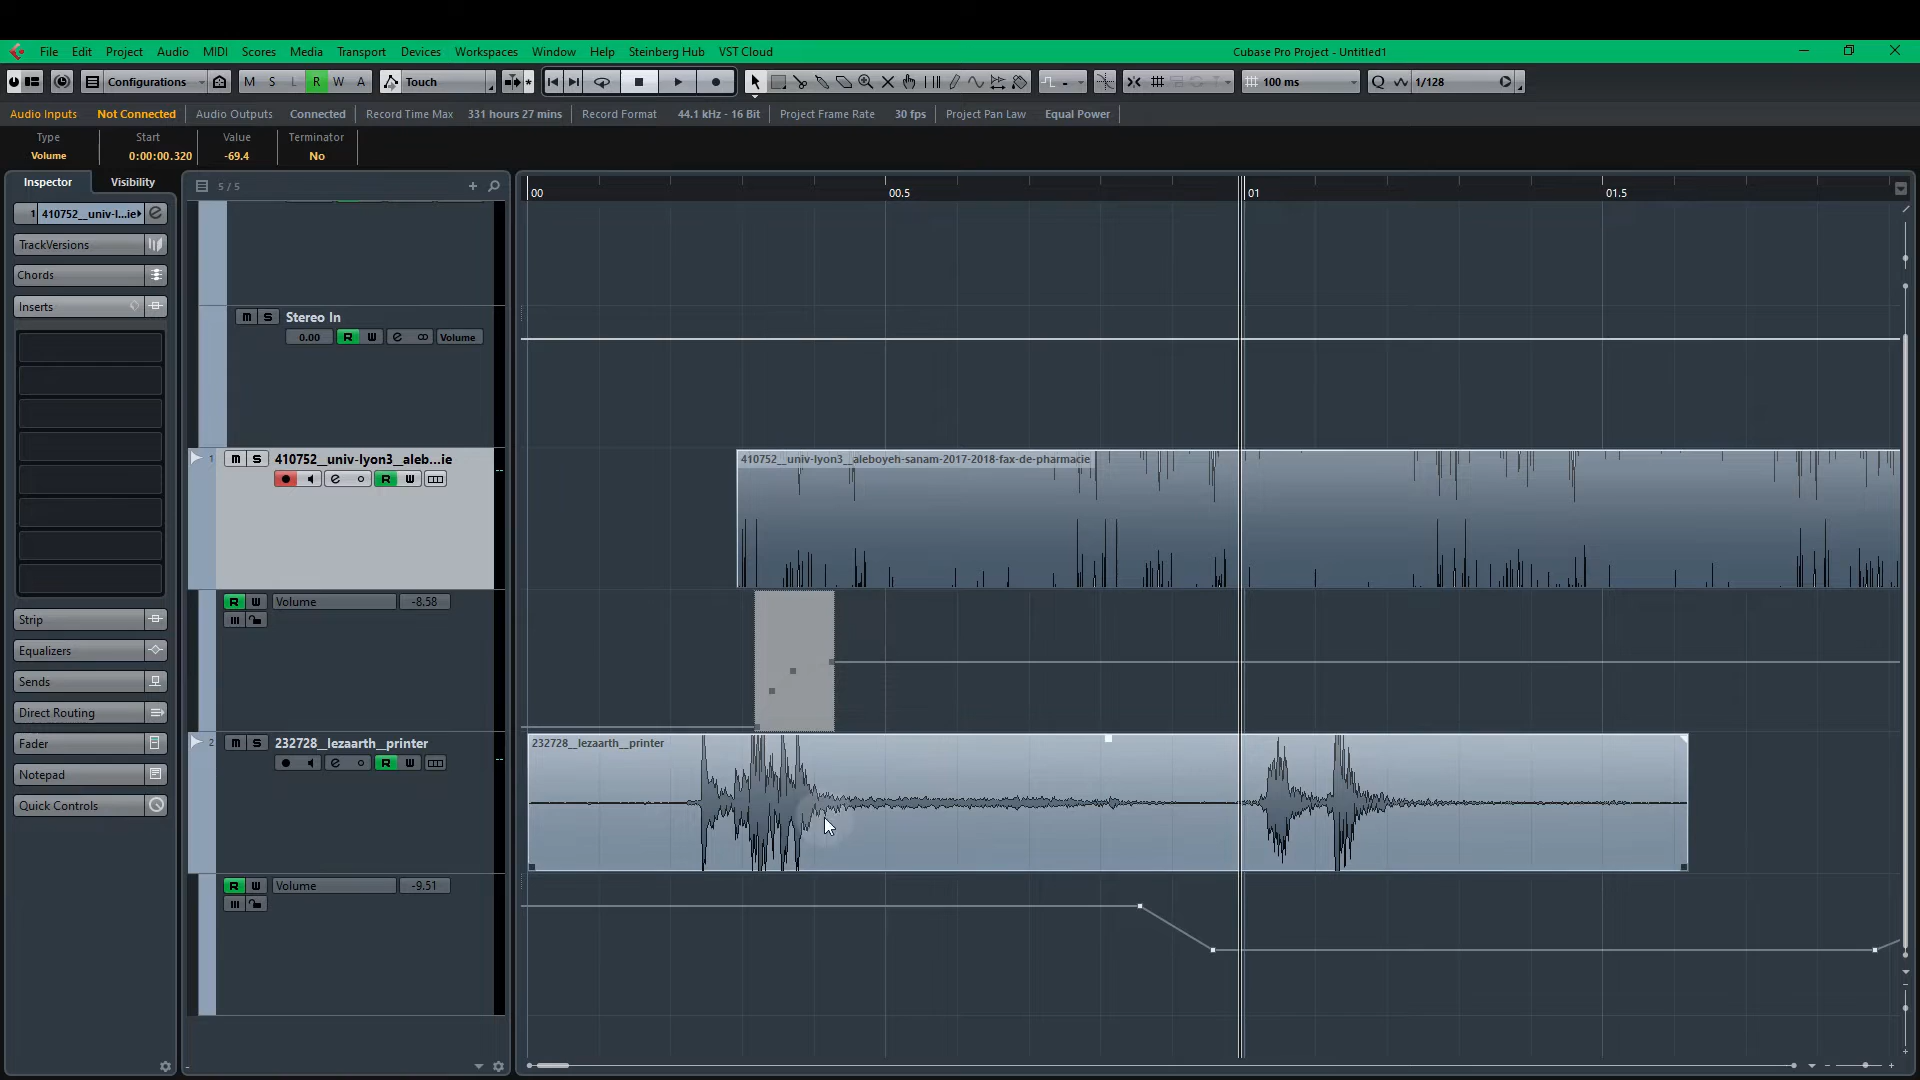 File Edit Project Audio MIDI Scores Media Transport Devices Workspaces Window Help Steinberg Hub VST Cloud Cubase Pro Project - Untitled1
Configurations M S L R W A Touch 100 ms Q 1/128
Audio Inputs Not Connected Audio Outputs Connected Record Time Max 331 hours 27 mins Record Format 44.1 kHz - 16 Bit Project Frame Rate 30 fps Project Pan Law Equal Power
Type Start Value Terminator
Volume 0:00:00.320 -69.4 No
Inspector Visibility 5 / 5
00 00.5 01 01.5
1 410752__univ-l...ie
TrackVersions
Chords
Inserts
m S Stereo In
0.00 R W e Volume
1 m S 410752__univ-lyon3__aleb...ie
R W
410752__univ-lyon3__aleboyeh-sanam-2017-2018-fax-de-pharmacie
R W Volume -8.58
Strip
Equalizers
Sends
Direct Routing
Fader
Notepad
Quick Controls
2 m S 232728__lezaarth__printer
R W
232728__lezaarth__printer
R W Volume -9.51